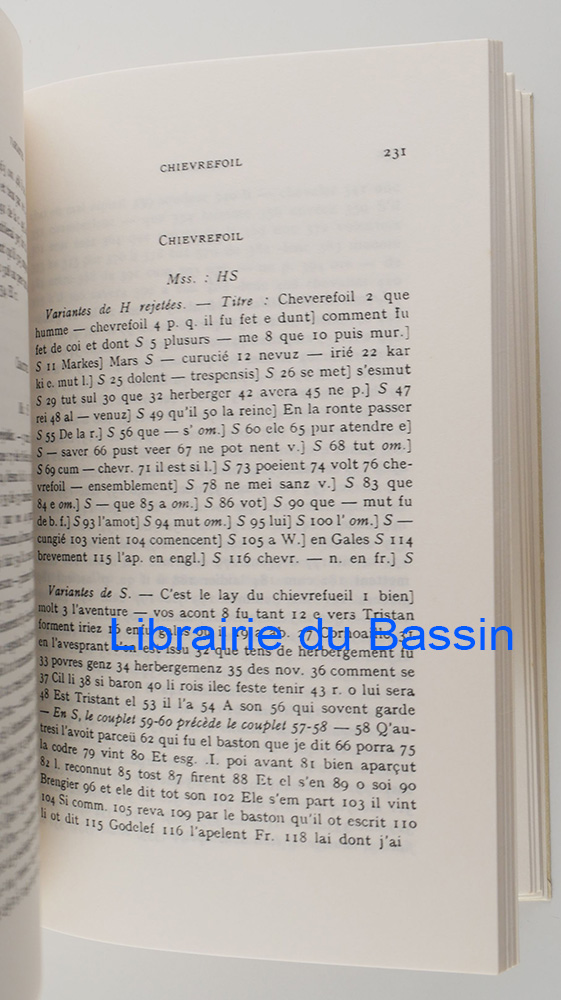 CHIEVREFOIL 231
CHIEVREFOIL
Mss. : HS
Variantes de H rejetées. — Titre : Cheverefoil 2 que
humme — chevrefoil 4 p. q. il fu fet e dunt] comment fu
fet de coi et dont S 5 plusurs — me 8 que 10 puis mur.]
S 11 Markes] Mars S — curucié 12 nevuz — irié 22 kar
ki e. mut l.] S 25 dolent — trespensis] S 26 se met] s'esmut
S 29 tut sul 30 que 32 herberger 42 avera 45 ne p.] S 47
rei 48 al — venuz] S 49 qu'il 50 la reine] En la ronte passer
S 55 De la r.] S 56 que — s' om.] S 60 ele 65 pur atendre e]
S — saver 66 pust veer 67 ne pot nent v.] S 68 tut om.]
S 69 cum — chevr. 71 il est si l.] S 73 poeient 74 volt 76 che-
vrefoil — ensemblement] S 78 ne mei sanz v.] S 83 que
84 e om.] S — que 85 a om.] S 86 vot] S 90 que — mut fu
de b. f.] S 93 l'amot] S 94 mut om.] S 95 lui] S 100 l' om.] S —
cungié 103 vient 104 comencent] S 105 a W.] en Gales S 114
brevement 115 l'ap. en engl.] S 116 chevr. — n. en fr.] S
Variantes de S. — C'est le lay du chievrefueil 1 bien]
molt 3 l'aventure — vos acont 8 fu tant 12 e vers Tristan
forment iriez 16
en l'avesprant
issu 32 que tens de herbergement fu
33 povres genz 34 herbergemenz 35 des nov. 36 comment se
37 Cil li 38 si baron 40 li rois ilec feste tenir 43 r. o lui sera
48 Est Tristan el 53 il l'a 54 A son 56 qui sovent garde
— En S, le couplet 59-60 précède le couplet 57-58 — 58 Q'au-
tresi l'avoit parceü 62 qui fu el baston que je dit 66 porra 75
la codre 79 vint 80 Et esg. .I. poi avant 81 bien aparçut
82 l. reconnut 85 tost 87 firent 88 Et cl s'en 89 o soi 90
Brengier 96 et ele dit tot son 102 Ele s'em part 103 il vint
104 Si comm. 105 reva 109 par le baston qu'il ot escrit 110
li ot dit 115 Godelef 116 l'apelent Fr. 118 lai dont j'ai
Librairie du Bassin